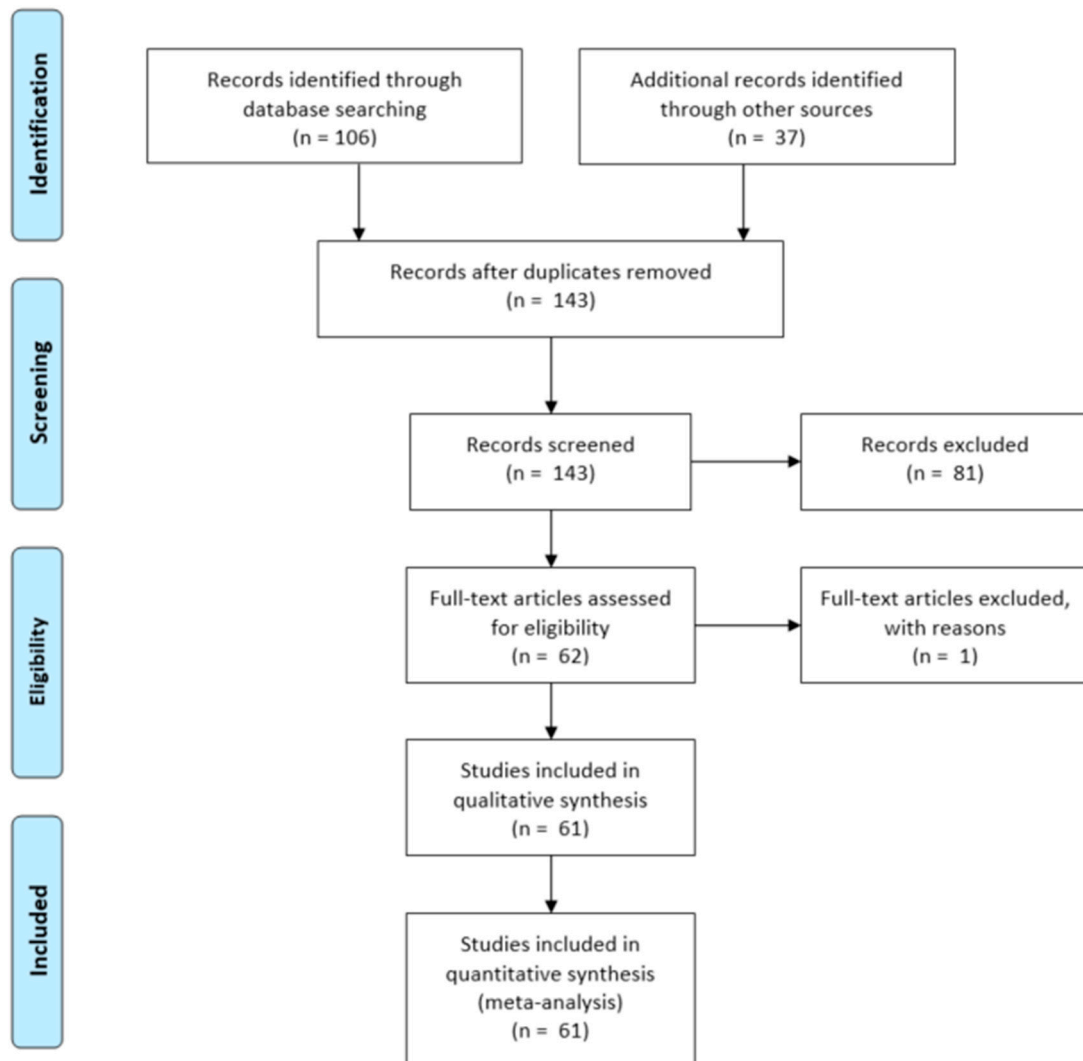 Identification
Records identified through
database searching
(n = 106)
Additional records identified
through other sources
(n = 37)
Records after duplicates removed
(n = 143)
Screening
Records screened
(n = 143)
Records excluded
(n = 81)
Eligibility
Full-text articles assessed
for eligibility
(n = 62)
Full-text articles excluded,
with reasons
(n = 1)
Studies included in
qualitative synthesis
(n = 61)
Included
Studies included in
quantitative synthesis
(meta-analysis)
(n = 61)